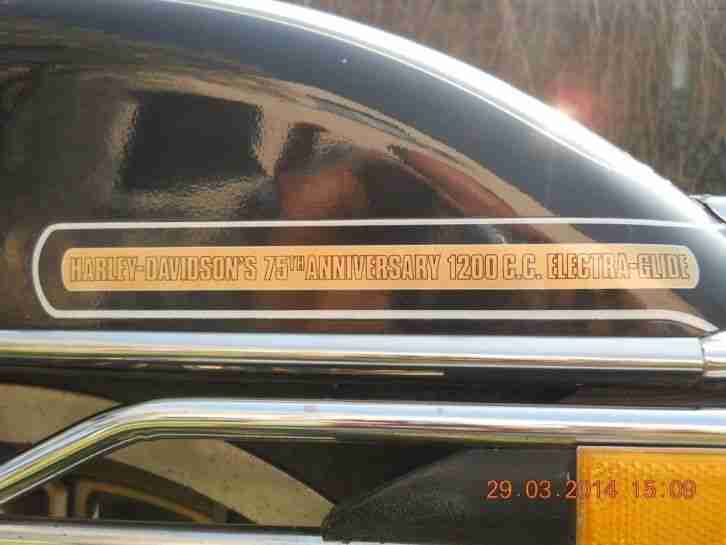 HARLEY-DAVIDSON'S 75TH ANNIVERSARY 1200 C.C. ELECTRA-GLIDE
29.03.2014 15:09